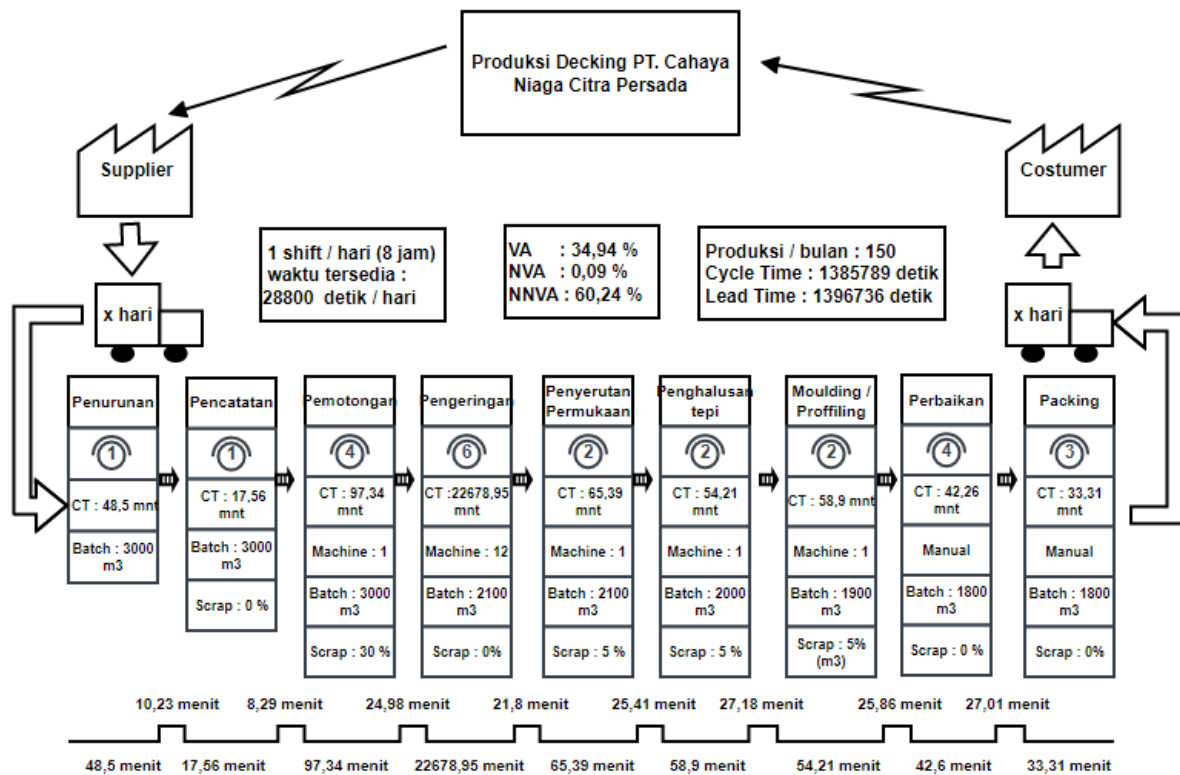 Produksi Decking PT. Cahaya
Niaga Citra Persada
Supplier
Costumer
1 shift / hari (8 jam)
waktu tersedia :
28800 detik / hari
VA : 34,94 %
NVA : 0,09 %
NNVA : 60,24 %
Produksi / bulan : 150
Cycle Time : 1385789 detik
Lead Time : 1396736 detik
x hari
x hari
Penurunan
1
CT : 48,5 mnt
Batch : 3000
m3
Pencatatan
1
CT : 17,56
mnt
Batch : 3000
m3
Scrap : 0 %
Pemotongan
4
CT : 97,34
mnt
Machine : 1
Batch : 3000
m3
Scrap : 30 %
Pengeringan
6
CT :22678,95
mnt
Machine : 12
Batch : 2100
m3
Scrap : 0%
Penyerutan
Permukaan
2
CT : 65,39
mnt
Machine : 1
Batch : 2100
m3
Scrap : 5 %
Penghalusan
tepi
2
CT : 54,21
mnt
Machine : 1
Batch : 2000
m3
Scrap : 5 %
Moulding /
Proffiling
2
CT : 58,9 mnt
Machine : 1
Batch : 1900
m3
Scrap : 5%
(m3)
Perbaikan
4
CT : 42,26
mnt
Manual
Batch : 1800
m3
Scrap : 0 %
Packing
3
CT : 33,31
mnt
Manual
Batch : 1800
m3
Scrap : 0%
10,23 menit 8,29 menit 24,98 menit 21,8 menit 25,41 menit 27,18 menit 25,86 menit 27,01 menit
48,5 menit 17,56 menit 97,34 menit 22678,95 menit 65,39 menit 58,9 menit 54,21 menit 42,6 menit 33,31 menit